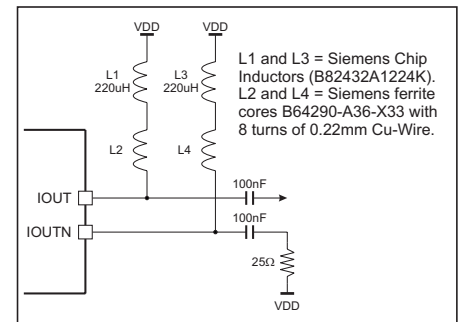 VDD VDD
L1 and L3 = Siemens Chip
Inductors (B82432A1224K).
L2 and L4 = Siemens ferrite
cores B64290-A36-X33 with
8 turns of 0.22mm Cu-Wire.
L1
220uH
L3
220uH
L2
L4
100nF
IOUT
100nF
IOUTN
25Ω
VDD